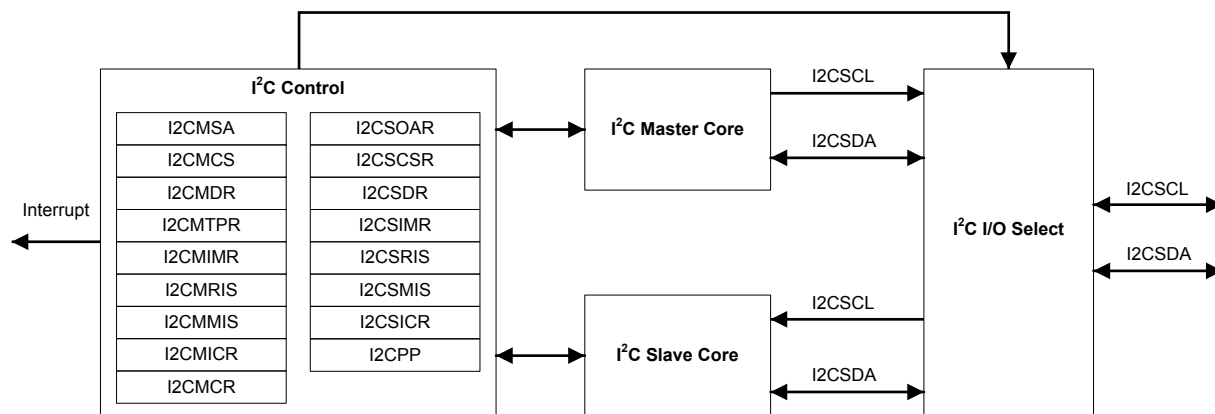 I²C Control
I2CMSA
I2CMCS
I2CMDR
I2CMTPR
I2CMIMR
I2CMRIS
I2CMMIS
I2CMICR
I2CMCR
I2CSOAR
I2CSCSR
I2CSDR
I2CSIMR
I2CSRIS
I2CSMIS
I2CSICR
I2CPP
Interrupt
I²C Master Core
I2CSCL
I2CSDA
I²C Slave Core
I2CSCL
I2CSDA
I²C I/O Select
I2CSCL
I2CSDA